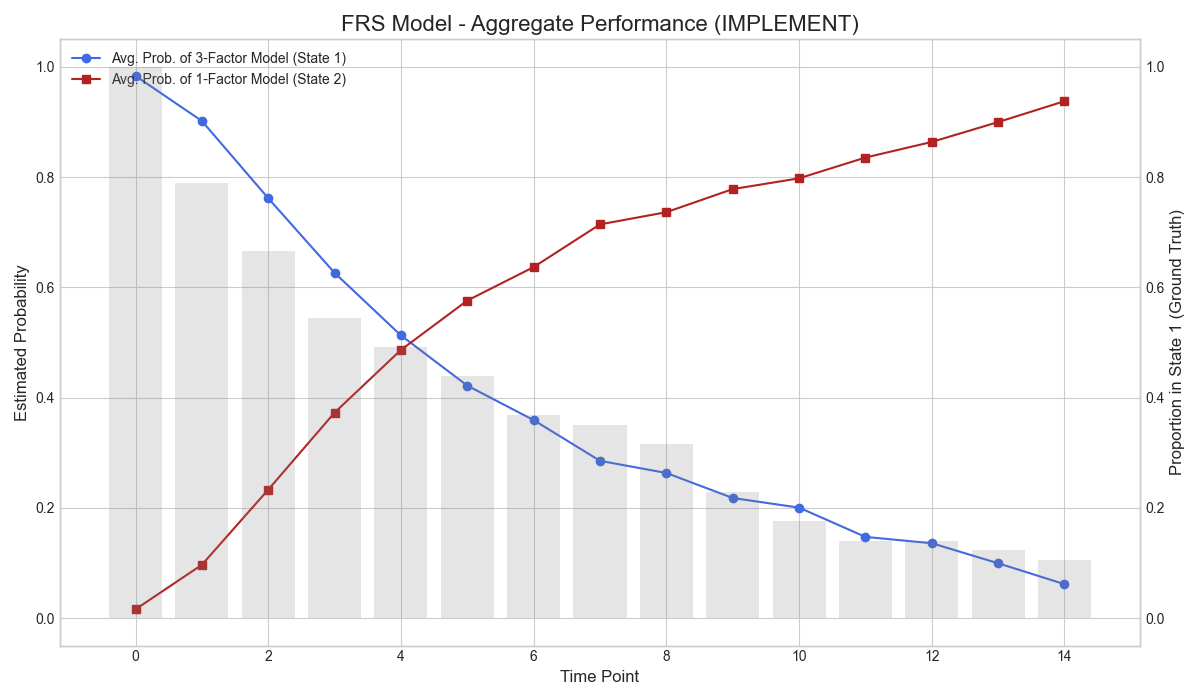 FRS Model - Aggregate Performance (IMPLEMENT)
Avg. Prob. of 3-Factor Model (State 1)
Avg. Prob. of 1-Factor Model (State 2)
Estimated Probability
1.0
0.8
0.6
0.4
0.2
0.0
1.0
0.8
0.6
0.4
0.2
0.0
Proportion in State 1 (Ground Truth)
0 2 4 6 8 10 12 14
Time Point